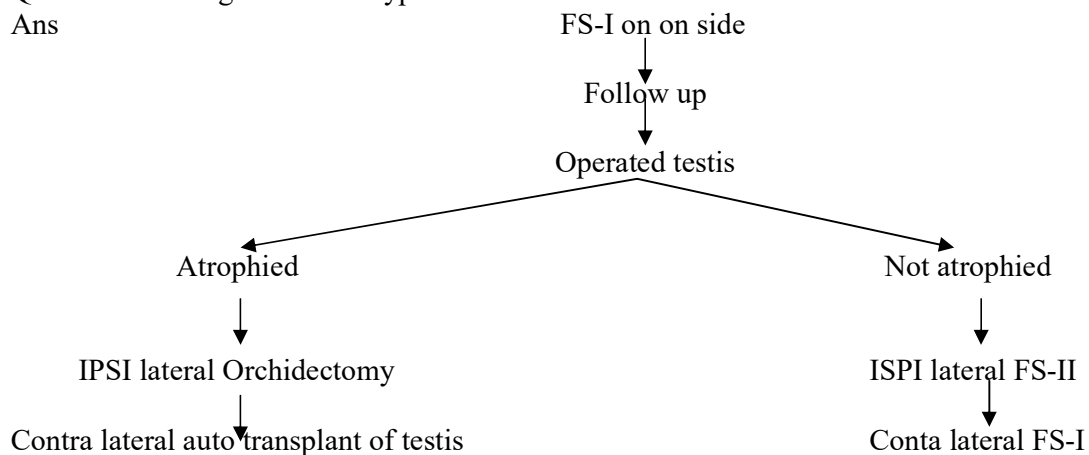 Ans FS-I on on side
Follow up
Operated testis
Atrophied Not atrophied
IPSI lateral Orchidectomy ISPI lateral FS-II
Contra lateral auto transplant of testis Conta lateral FS-I